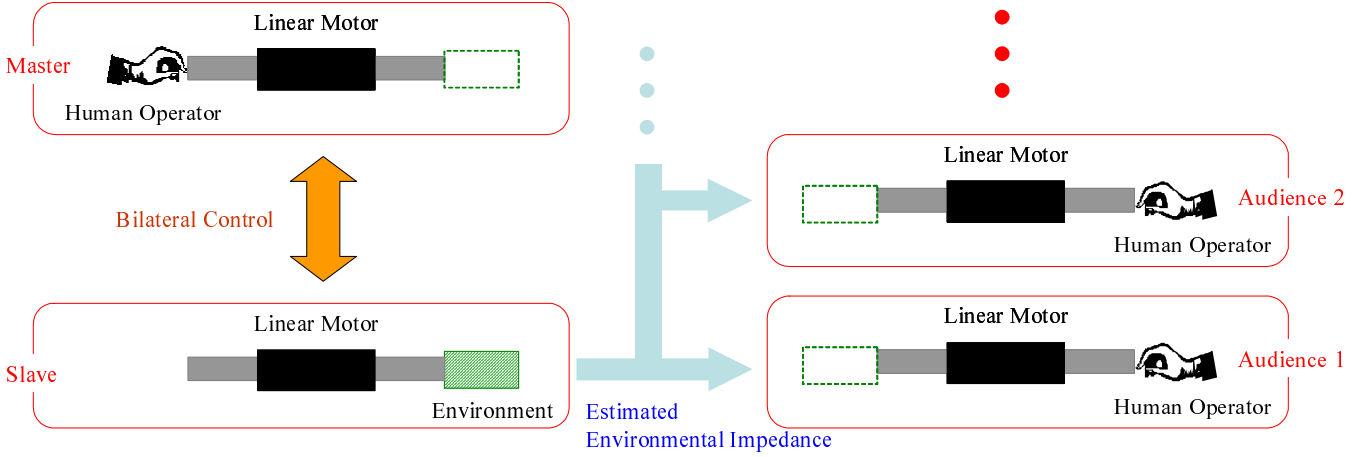 Linear Motor
Master
Human Operator
Bilateral Control
Linear Motor
Slave
Environment
Estimated
Environmental Impedance
Linear Motor
Audience 2
Human Operator
Linear Motor
Audience 1
Human Operator